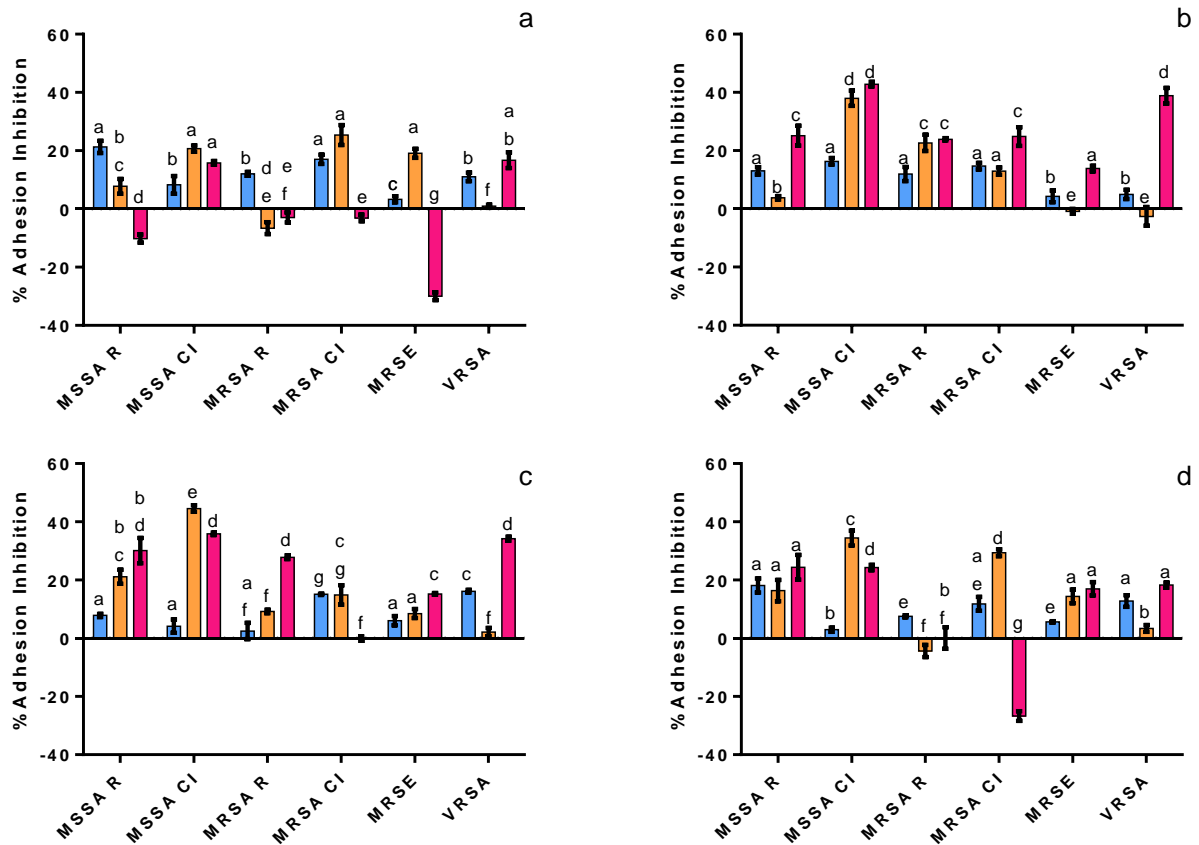 a
% Adhesion Inhibition
60
40
20
0
-20
-40
a b c d
b a a
b d e e f
a a e
c a g
b f a b
MSSA R
MSSA CI
MRSA R
MRSA CI
MRSE
VRSA
b
% Adhesion Inhibition
60
40
20
0
-20
-40
a b c
a d d
a c c
a a c
b e a
b e d
MSSA R
MSSA CI
MRSA R
MRSA CI
MRSE
VRSA
c
% Adhesion Inhibition
60
40
20
0
-20
-40
a b c b d
a e d
a f f d
g c g f
a a c
g f d
MSSA R
MSSA CI
MRSA R
MRSA CI
MRSE
VRSA
d
% Adhesion Inhibition
60
40
20
0
-20
-40
a a a
b c d
e f b f
a e d g
e a a
a b a
MSSA R
MSSA CI
MRSA R
MRSA CI
MRSE
VRSA